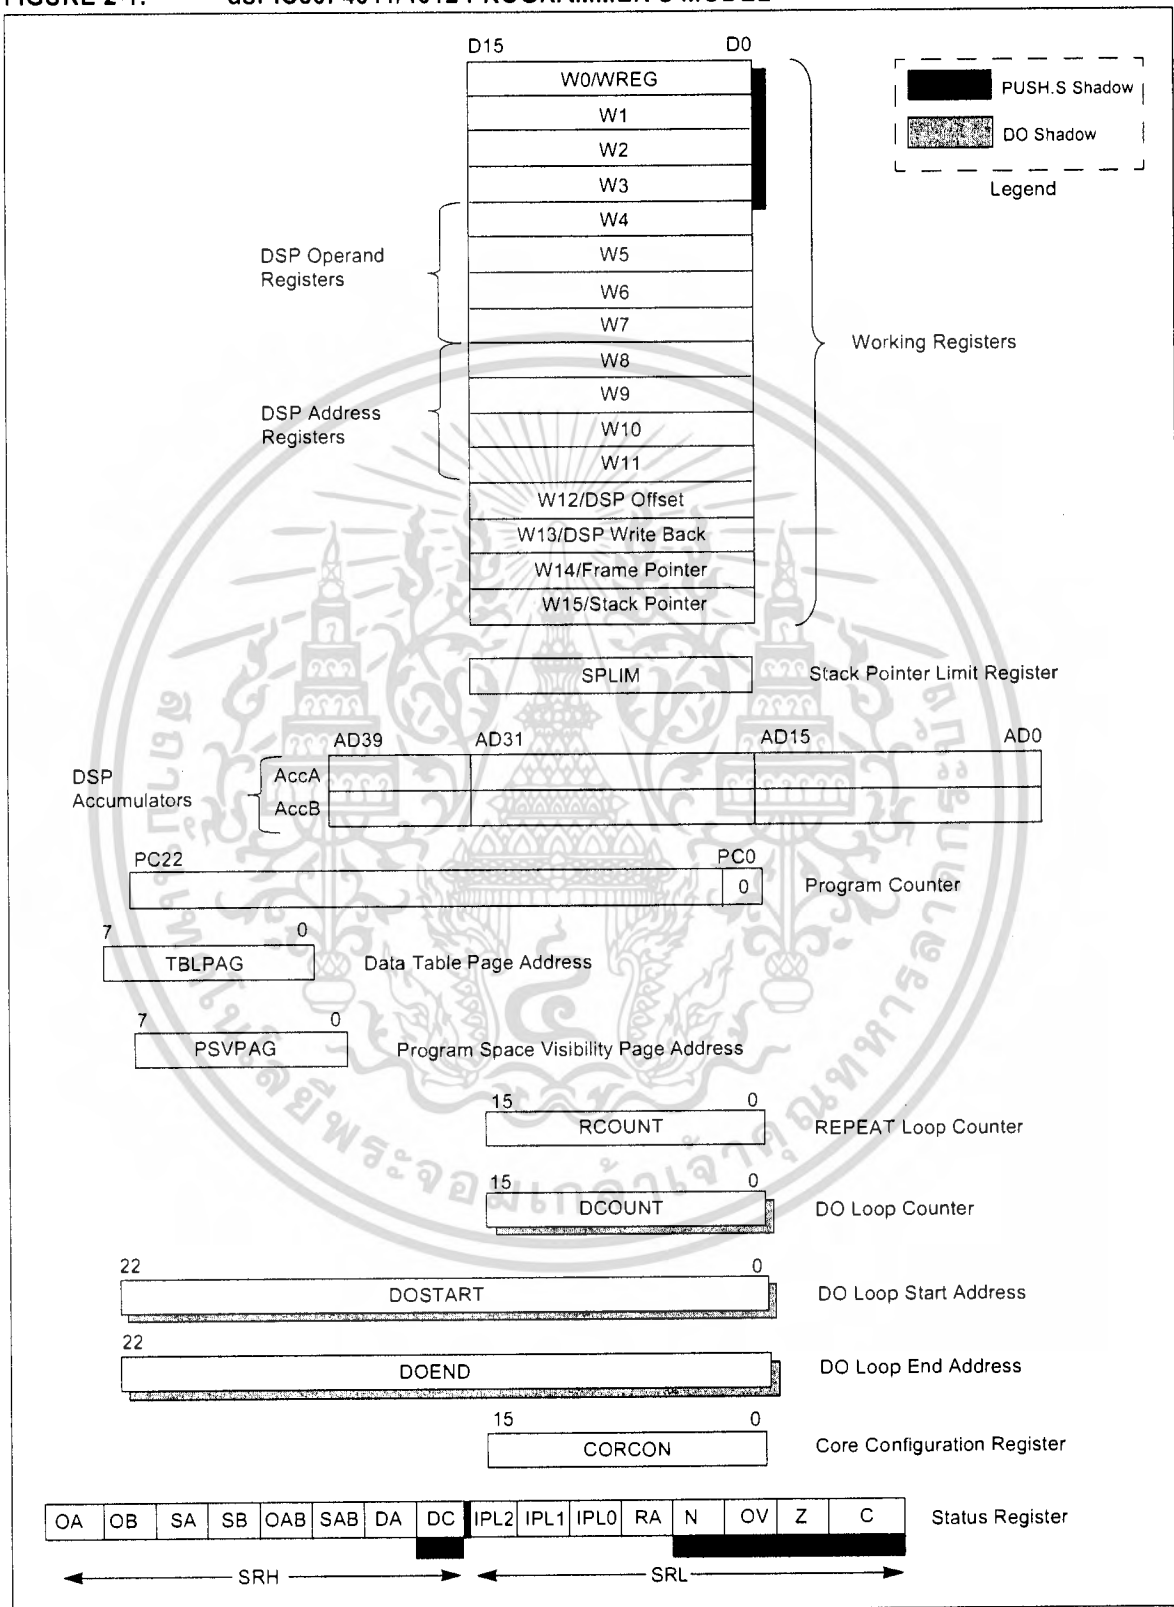 D15 D0
W0/WREG
W1
W2
W3
W4
W5
W6
W7
W8
W9
W10
W11
W12/DSP Offset
W13/DSP Write Back
W14/Frame Pointer
W15/Stack Pointer
PUSH.S Shadow
DO Shadow
Legend
DSP Operand
Registers
DSP Address
Registers
Working Registers
SPLIM
Stack Pointer Limit Register
AD39 AD31 AD15 AD0
DSP
Accumulators
AccA
AccB
PC22 PC0
0
Program Counter
7 0
TBLPAG
Data Table Page Address
7 0
PSVPAG
Program Space Visibility Page Address
15 0
RCOUNT
REPEAT Loop Counter
15 0
DCOUNT
DO Loop Counter
22 0
DOSTART
DO Loop Start Address
22
DOEND
DO Loop End Address
15 0
CORCON
Core Configuration Register
OA OB SA SB OAB SAB DA DC IPL2 IPL1 IPL0 RA N OV Z C
Status Register
SRH SRL